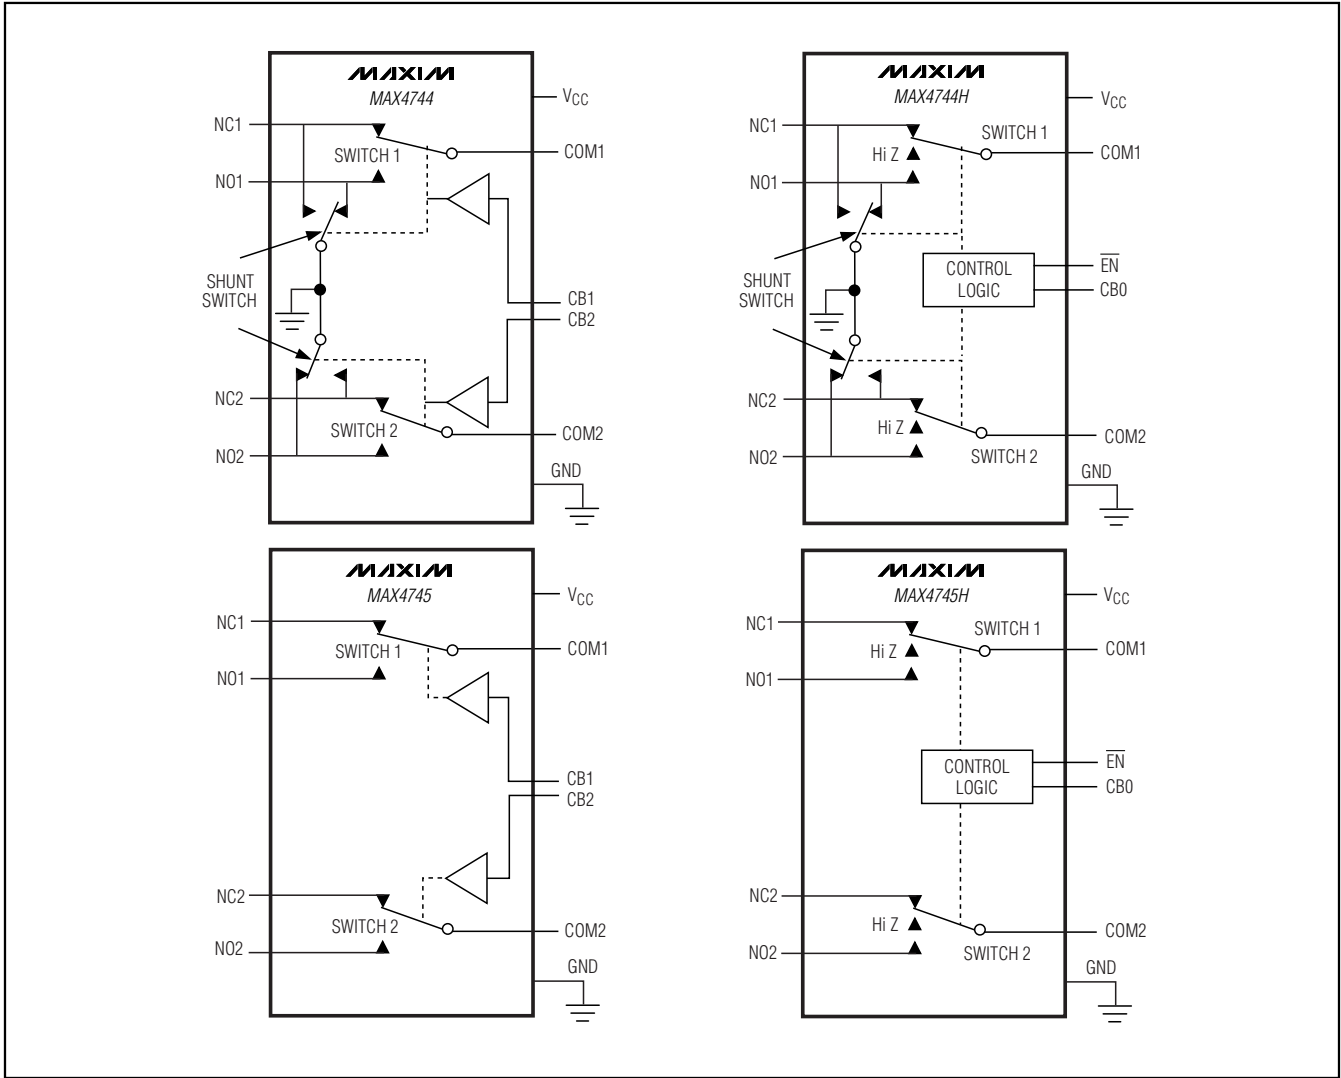 MAXIM
MAX4744
VCC
NC1
SWITCH 1
COM1
NO1
SHUNT
SWITCH
CB1
CB2
NC2
SWITCH 2
COM2
NO2
GND
MAXIM
MAX4744H
VCC
NC1
SWITCH 1
Hi Z
COM1
NO1
CONTROL
LOGIC
EN
CB0
SHUNT
SWITCH
NC2
Hi Z
COM2
NO2
SWITCH 2
GND
MAXIM
MAX4745
VCC
NC1
SWITCH 1
COM1
NO1
CB1
CB2
NC2
SWITCH 2
COM2
NO2
GND
MAXIM
MAX4745H
VCC
NC1
SWITCH 1
Hi Z
COM1
NO1
CONTROL
LOGIC
EN
CB0
NC2
Hi Z
COM2
NO2
SWITCH 2
GND